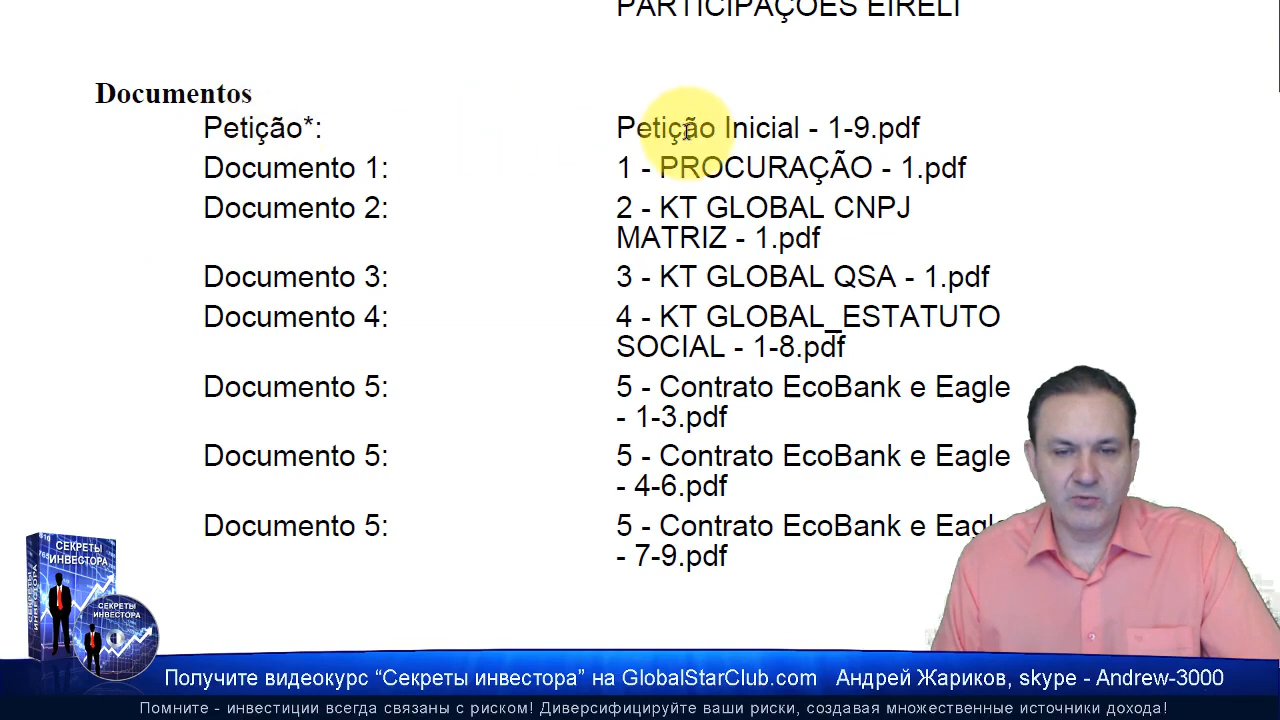 PARTICIPAÇÕES EIRELI
Documentos
Petição*: Petição Inicial - 1-9.pdf
Documento 1: 1 - PROCURAÇÃO - 1.pdf
Documento 2: 2 - KT GLOBAL CNPJ
MATRIZ - 1.pdf
Documento 3: 3 - KT GLOBAL QSA - 1.pdf
Documento 4: 4 - KT GLOBAL_ESTATUTO
SOCIAL - 1-8.pdf
Documento 5: 5 - Contrato EcoBank e Eagle
- 1-3.pdf
Documento 5: 5 - Contrato EcoBank e Eagle
- 4-6.pdf
Documento 5: 5 - Contrato EcoBank e Eagle
- 7-9.pdf
СЕКРЕТЫ
ИНВЕСТОРА
СЕКРЕТЫ
ИНВЕСТОРА
Получите видеокурс “Секреты инвестора” на GlobalStarClub.com Андрей Жариков, skype - Andrew-3000
Помните - инвестиции всегда связаны с риском! Диверсифицируйте ваши риски, создавая множественные источники дохода!